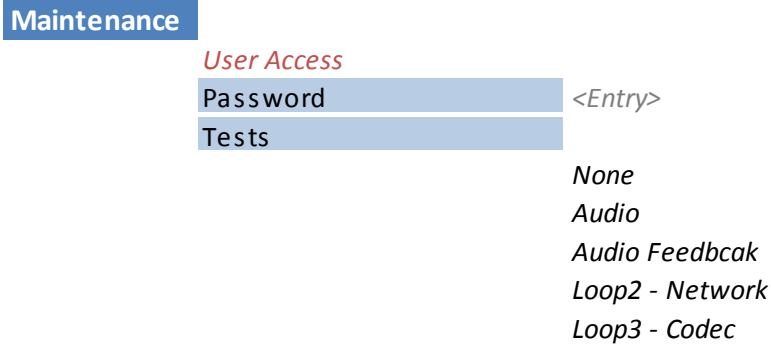 Maintenance
User Access
Password <Entry>
Tests
None
Audio
Audio Feedbcak
Loop2 - Network
Loop3 - Codec